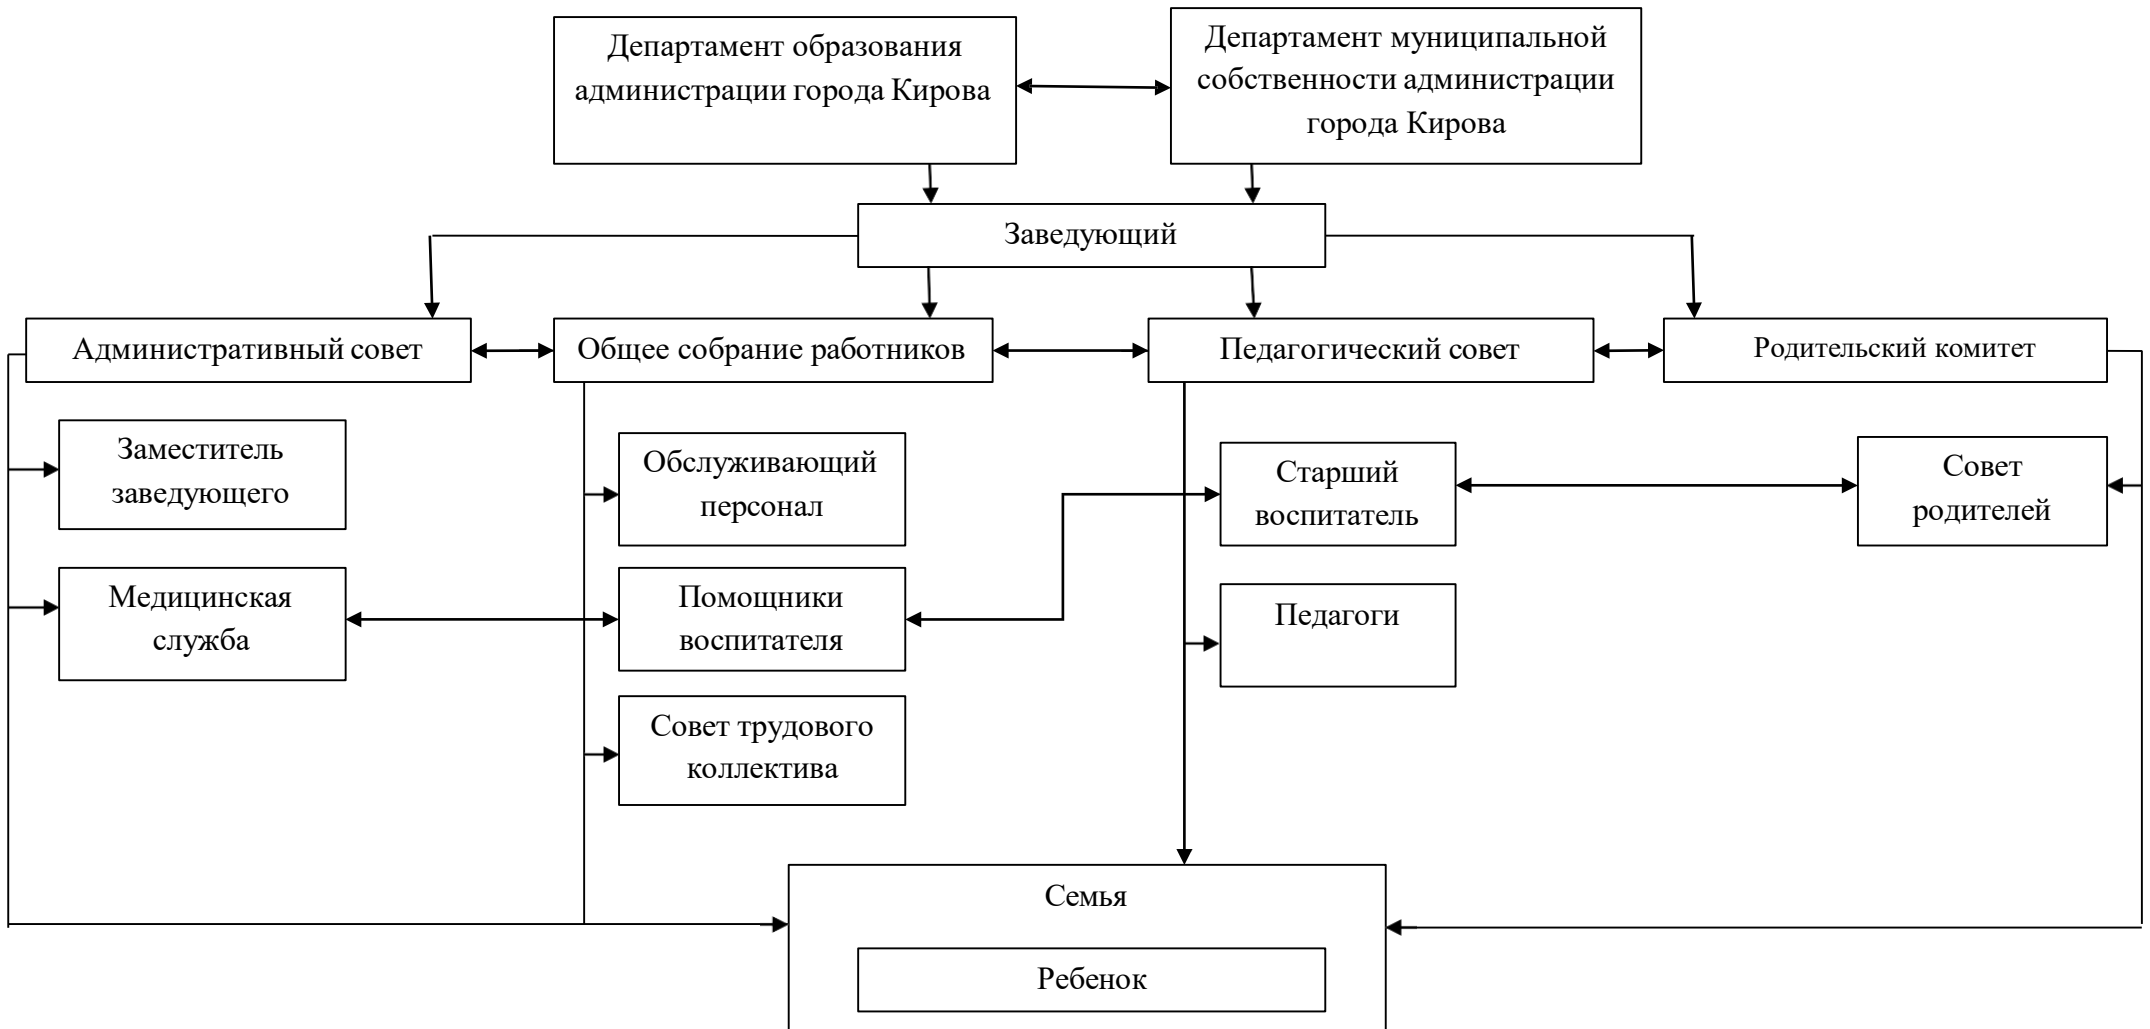 Департамент образования
администрации города Кирова
Департамент муниципальной
собственности администрации
города Кирова
Заведующий
Административный совет
Общее собрание работников
Педагогический совет
Родительский комитет
Заместитель
заведующего
Обслуживающий
персонал
Старший
воспитатель
Совет
родителей
Медицинская
служба
Помощники
воспитателя
Педагоги
Совет трудового
коллектива
Семья
Ребенок